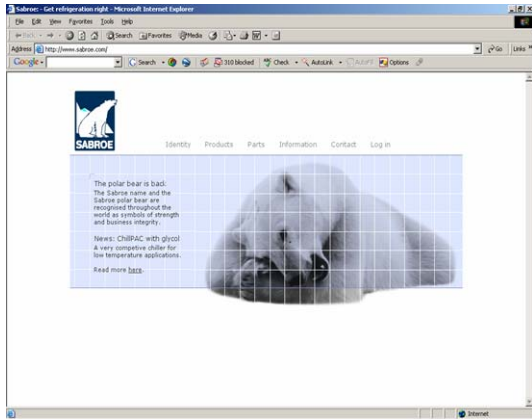 Sabroe: - Get refrigeration right - Microsoft Internet Explorer
File Edit View Favorites Tools Help
Back Search Favorites Media
Address http://www.sabroe.com/ Go Links »
Google Search 310 blocked Check AutoLink AutoFill Options
SABROE
Identity Products Parts Information Contact Log in
The polar bear is back:
The Sabroe name and the
Sabroe polar bear are
recognised throughout the
world as symbols of strength
and business integrity.
News: ChillPAC with glycol
A very competive chiller for
low temperature applications.
Read more here.
Internet